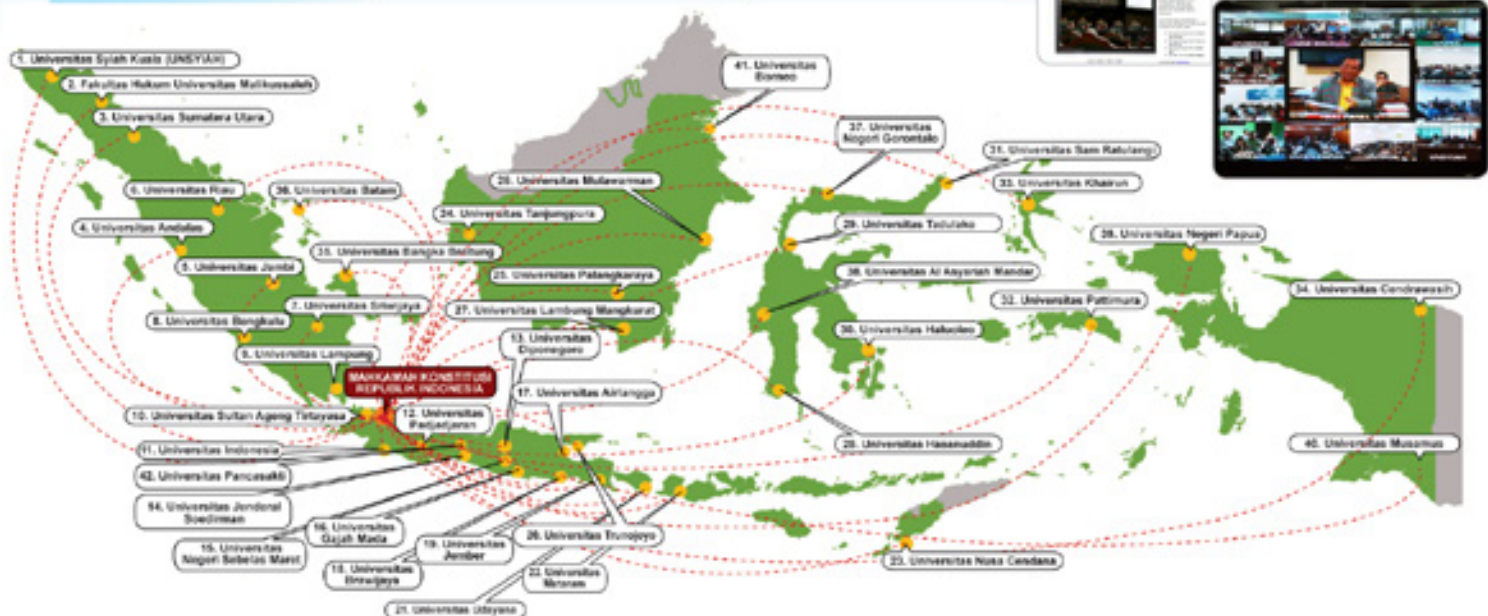 1. Universitas Syiah Kuala (UNSYIAH)
2. Fakultas Hukum Universitas Malikussaleh
3. Universitas Sumatera Utara
41. Universitas
Borneo
37. Universitas
Negeri Gorontalo
31. Universitas Sam Ratulangi
6. Universitas Riau
36. Universitas Batam
26. Universitas Mulawarman
33. Universitas Khairun
4. Universitas Andalas
24. Universitas Tanjungpura
29. Universitas Tadulako
39. Universitas Negeri Papua
35. Universitas Bangka Belitung
5. Universitas Jambi
25. Universitas Palangkaraya
38. Universitas Al Asyariah Mandar
34. Universitas Cendrawasih
7. Universitas Sriwijaya
27. Universitas Lambung Mangkurat
32. Universitas Pattimura
8. Universitas Bengkulu
13. Universitas
Diponegoro
30. Universitas Haluoleo
9. Universitas Lampung
MAHKAMAH KONSTITUSI
REPUBLIK INDONESIA
17. Universitas Airlangga
10. Universitas Sultan Ageng Tirtayasa
12. Universitas
Padjadjaran
28. Universitas Hasanuddin
40. Universitas Musamus
11. Universitas Indonesia
42. Universitas Pancasakti
14. Universitas Jenderal
Soedirman
16. Universitas
Gajah Mada
15. Universitas
Negeri Sebelas Maret
19. Universitas
Jember
20. Universitas Trunojoyo
18. Universitas
Brawijaya
22. Universitas
Mataram
23. Universitas Nusa Cendana
21. Universitas Udayana